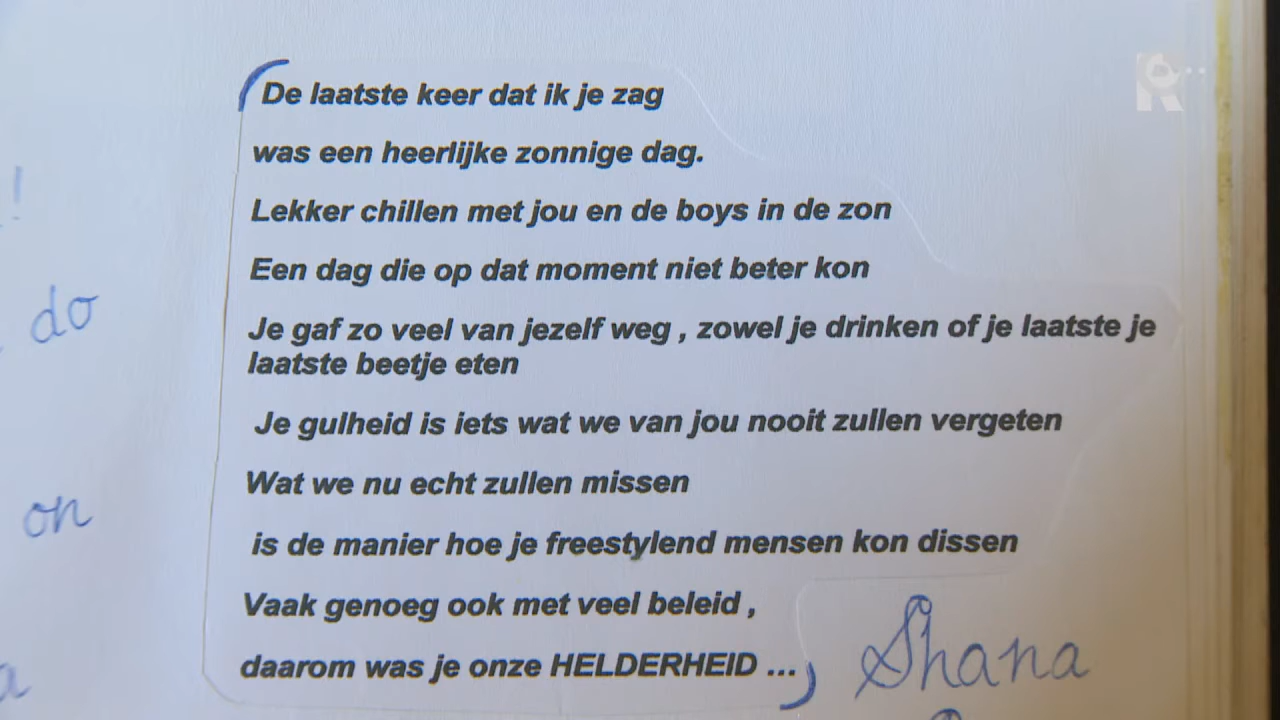 De laatste keer dat ik je zag
was een heerlijke zonnige dag.
Lekker chillen met jou en de boys in de zon
Een dag die op dat moment niet beter kon
Je gaf zo veel van jezelf weg , zowel je drinken of je laatste je
laatste beetje eten
Je gulheid is iets wat we van jou nooit zullen vergeten
Wat we nu echt zullen missen
is de manier hoe je freestylend mensen kon dissen
Vaak genoeg ook met veel beleid ,
daarom was je onze HELDERHEID ...
Shana
!
do
on
a
R